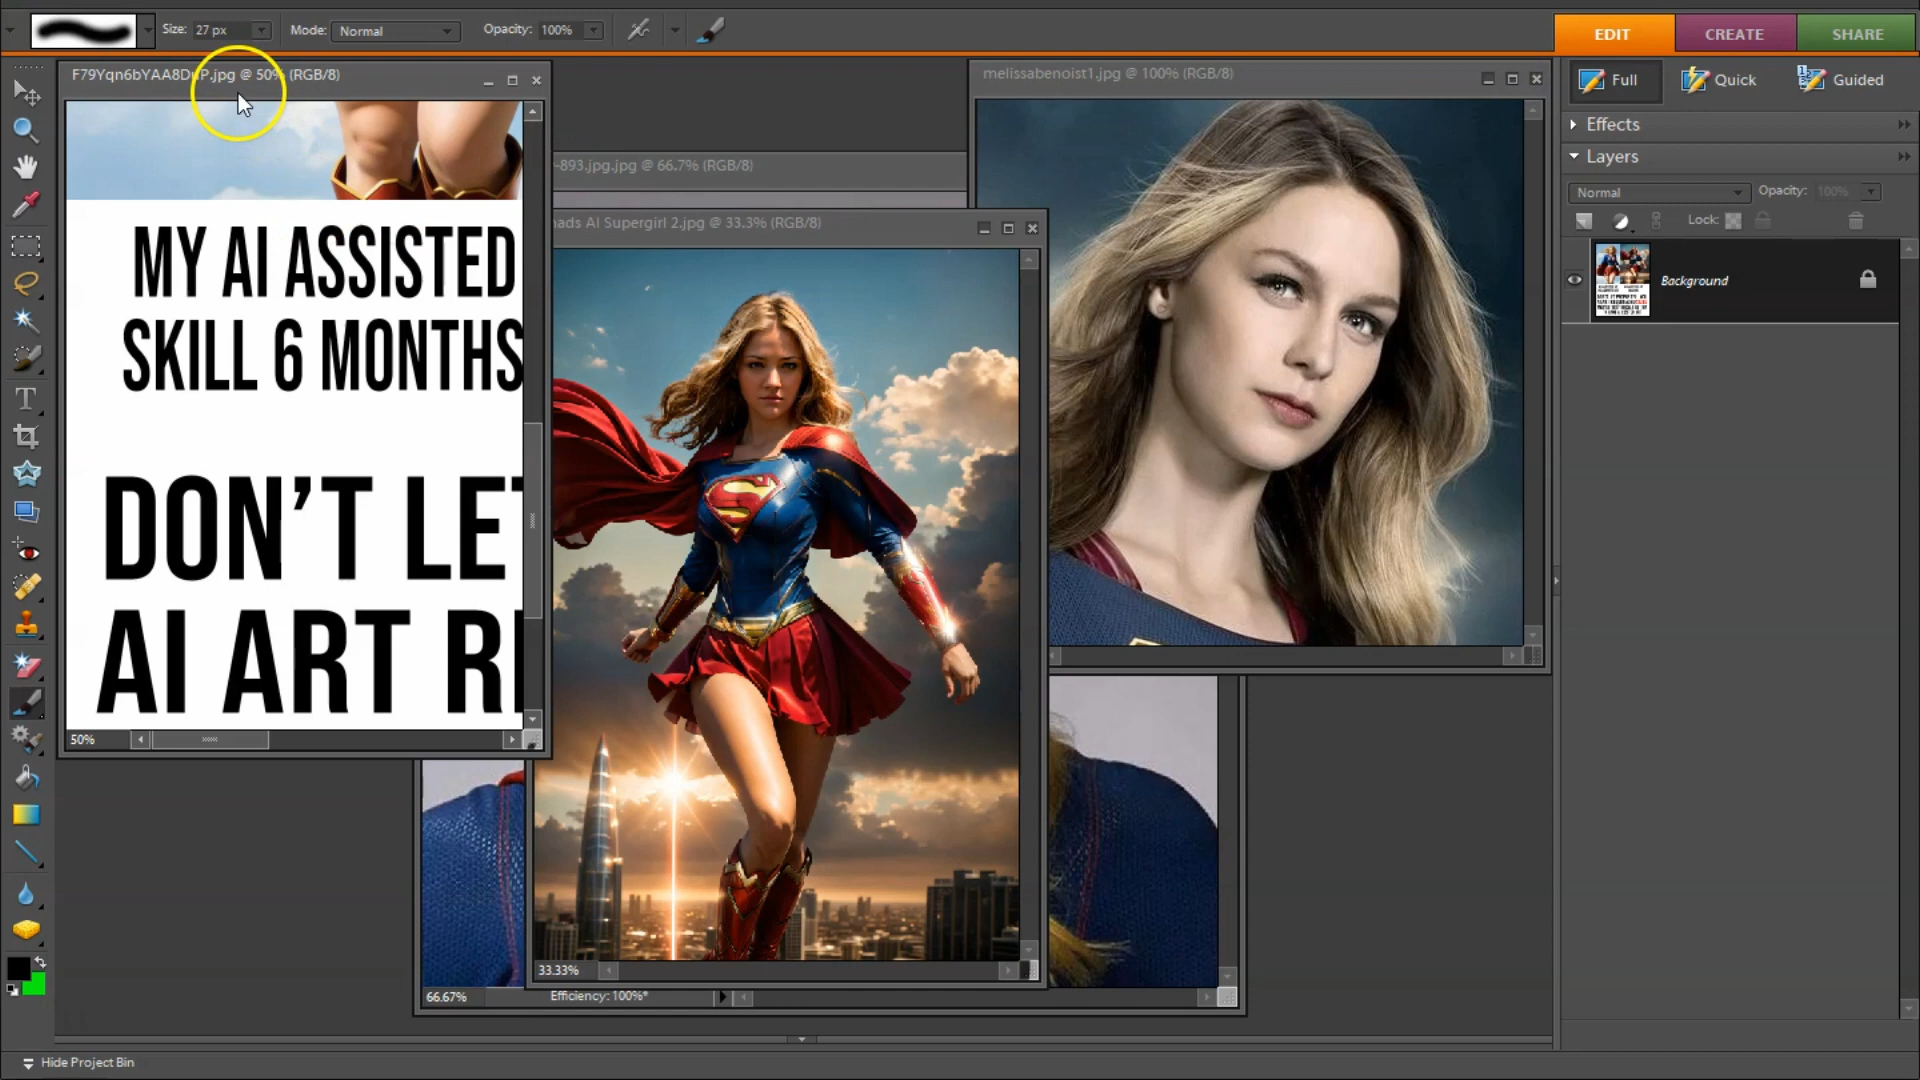 Size: 27 px
Mode: Normal
Opacity: 100%
EDIT
CREATE
SHARE
F79Yqn6bYAA8DuP.jpg @ 50% (RGB/8)
melissabenoist1.jpg @ 100% (RGB/8)
Full
Quick
Guided
Effects
Layers
Normal
Opacity: 100%
Lock:
Background
-893.jpg.jpg @ 66.7% (RGB/8)
nads AI Supergirl 2.jpg @ 33.3% (RGB/8)
MY AI ASSISTED
SKILL 6 MONTHS
DON'T LET
AI ART R
50%
33.33%
66.67%
Efficiency: 100%*
Hide Project Bin